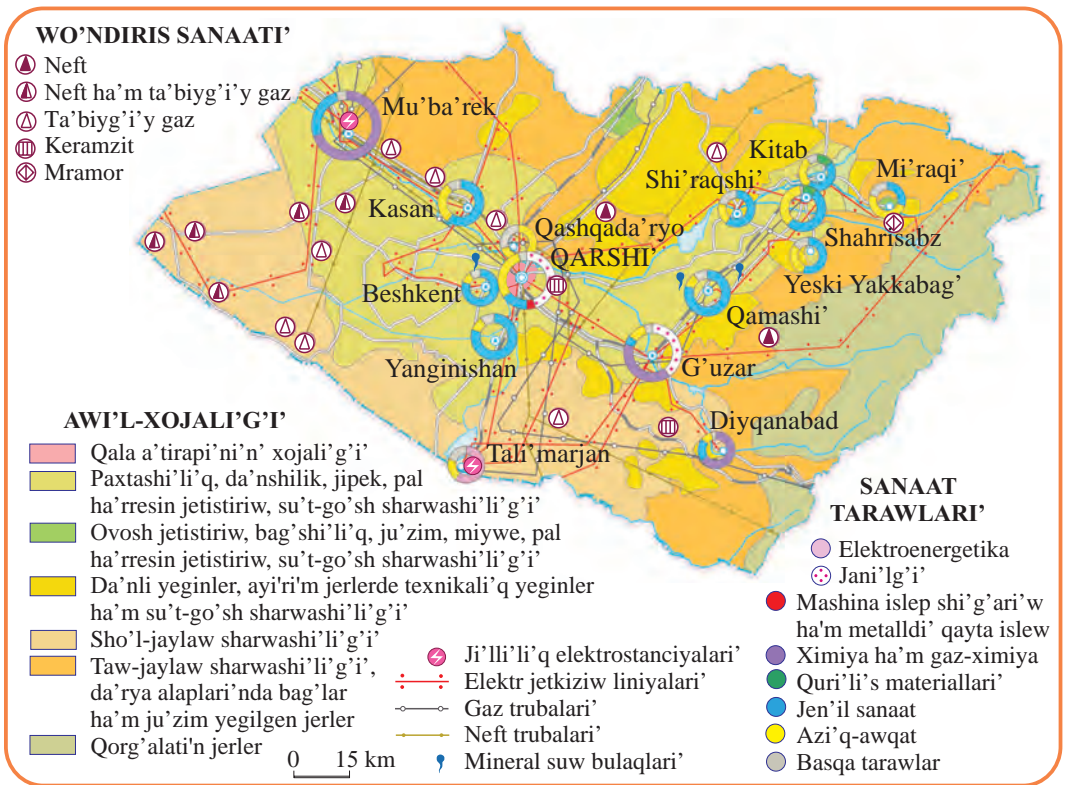 WO'NDIRIS SANAATI'
Neft
Neft ha'm ta'biyg'i'y gaz
Ta'biyg'i'y gaz
Keramzit
Mramor
Mu'ba'rek
Kitab
Mi'raqi'
Shi'raqshi'
Kasan
Qashqada'ryo
Shahrisabz
QARSHI'
Yeski Yakkabag'
Beshkent
Qamashi'
Yanginishan
G'uzar
Diyqanabad
Tali'marjan
AWI'L-XOJALI'G'I'
Qala a'tirapi'ni'n' xojali'g'i'
Paxtashi'li'q, da'nshilik, jipek, pal
ha'rresin jetistiriw, su't-go'sh sharwashi'li'g'i'
Ovosh jetistiriw, bag'shi'li'q, ju'zim, miywe, pal
ha'rresin jetistiriw, su't-go'sh sharwashi'li'g'i'
Da'nli yeginler, ayi'ri'm jerlerde texnikali'q yeginler
ha'm su't-go'sh sharwashi'li'g'i'
Sho'l-jaylaw sharwashi'li'g'i'
Taw-jaylaw sharwashi'li'g'i',
da'rya alaplari'nda bag'lar
ha'm ju'zim yegilgen jerler
Qorg'alati'n jerler
0 15 km
Ji'lli'li'q elektrostanciyalari'
Elektr jetkiziw liniyalari'
Gaz trubalari'
Neft trubalari'
Mineral suw bulaqlari'
SANAAT
TARAWLARI'
Elektroenergetika
Jani'lg'i'
Mashina islep shi'g'ari'w
ha'm metalldi' qayta islew
Ximiya ha'm gaz-ximiya
Quri'li's materiallari'
Jen'il sanaat
Azi'q-awqat
Basqa tarawlar